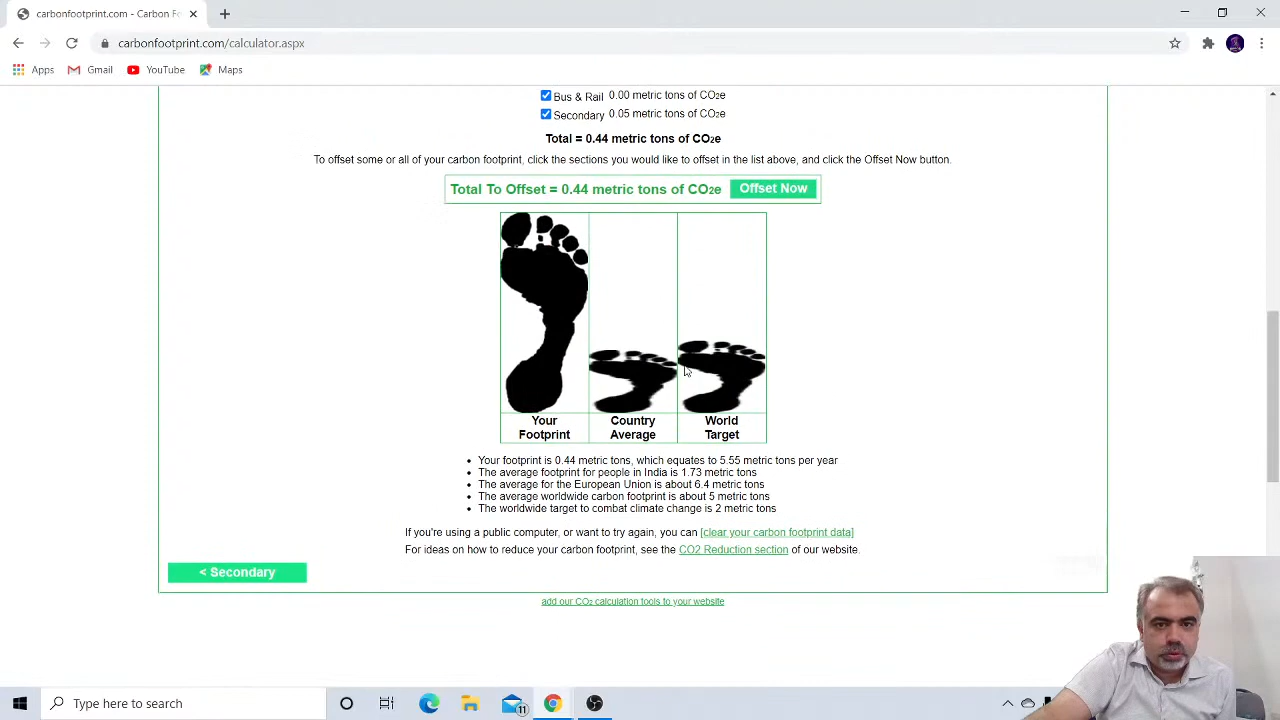 carbonfootprint.com - Carbon Fo
carbonfootprint.com/calculator.aspx
Apps Gmail YouTube Maps
Bus & Rail 0.00 metric tons of CO2e
Secondary 0.05 metric tons of CO2e
Total = 0.44 metric tons of CO2e
To offset some or all of your carbon footprint, click the sections you would like to offset in the list above, and click the Offset Now button.
Total To Offset = 0.44 metric tons of CO2e Offset Now
Your Footprint
Country Average
World Target
Your footprint is 0.44 metric tons, which equates to 5.55 metric tons per year
The average footprint for people in India is 1.73 metric tons
The average for the European Union is about 6.4 metric tons
The average worldwide carbon footprint is about 5 metric tons
The worldwide target to combat climate change is 2 metric tons
If you're using a public computer, or want to try again, you can [clear your carbon footprint data]
For ideas on how to reduce your carbon footprint, see the CO2 Reduction section of our website.
< Secondary
add our CO2 calculation tools to your website
Type here to search
11